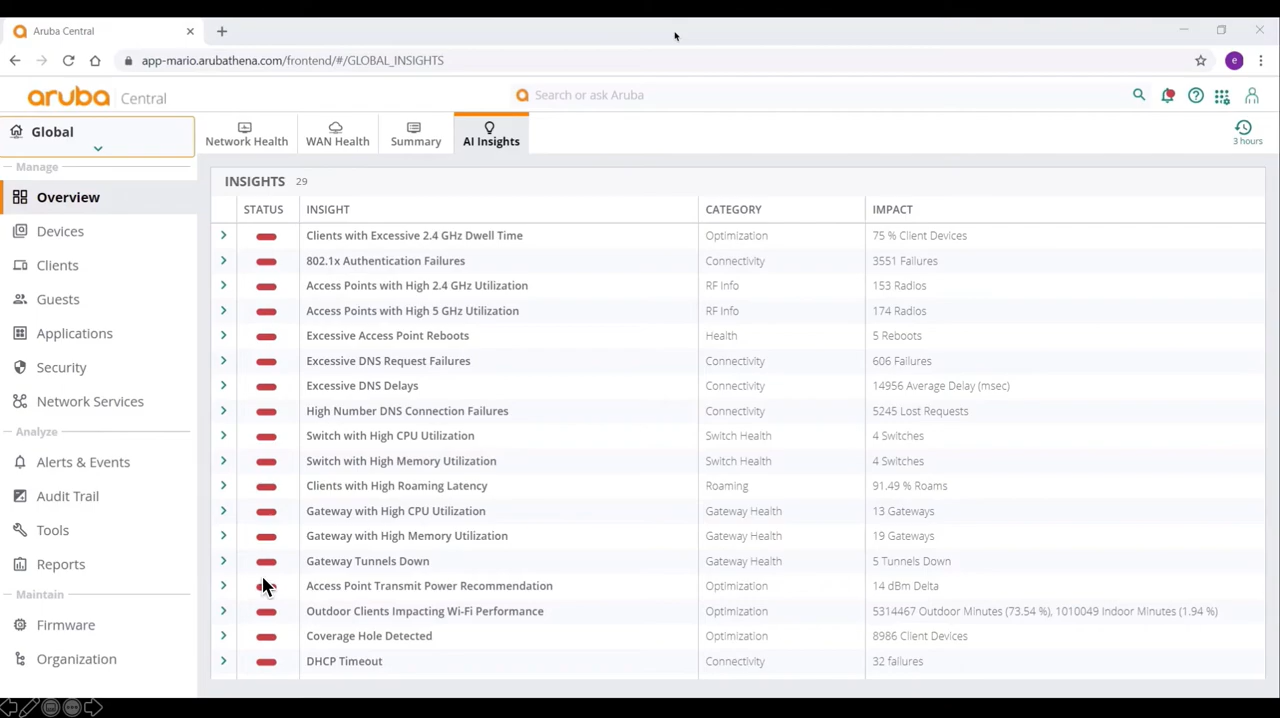 Aruba Central
app-mario.arubathena.com/frontend/#/GLOBAL_INSIGHTS
e
aruba Central
Search or ask Aruba
Global
Network Health
WAN Health
Summary
AI Insights
3 hours
Manage
Overview
Devices
Clients
Guests
Applications
Security
Network Services
Analyze
Alerts & Events
Audit Trail
Tools
Reports
Maintain
Firmware
Organization
INSIGHTS 29
STATUS INSIGHT CATEGORY IMPACT
Clients with Excessive 2.4 GHz Dwell Time Optimization 75 % Client Devices
802.1x Authentication Failures Connectivity 3551 Failures
Access Points with High 2.4 GHz Utilization RF Info 153 Radios
Access Points with High 5 GHz Utilization RF Info 174 Radios
Excessive Access Point Reboots Health 5 Reboots
Excessive DNS Request Failures Connectivity 606 Failures
Excessive DNS Delays Connectivity 14956 Average Delay (msec)
High Number DNS Connection Failures Connectivity 5245 Lost Requests
Switch with High CPU Utilization Switch Health 4 Switches
Switch with High Memory Utilization Switch Health 4 Switches
Clients with High Roaming Latency Roaming 91.49 % Roams
Gateway with High CPU Utilization Gateway Health 13 Gateways
Gateway with High Memory Utilization Gateway Health 19 Gateways
Gateway Tunnels Down Gateway Health 5 Tunnels Down
Access Point Transmit Power Recommendation Optimization 14 dBm Delta
Outdoor Clients Impacting Wi-Fi Performance Optimization 5314467 Outdoor Minutes (73.54 %), 1010049 Indoor Minutes (1.94 %)
Coverage Hole Detected Optimization 8986 Client Devices
DHCP Timeout Connectivity 32 failures